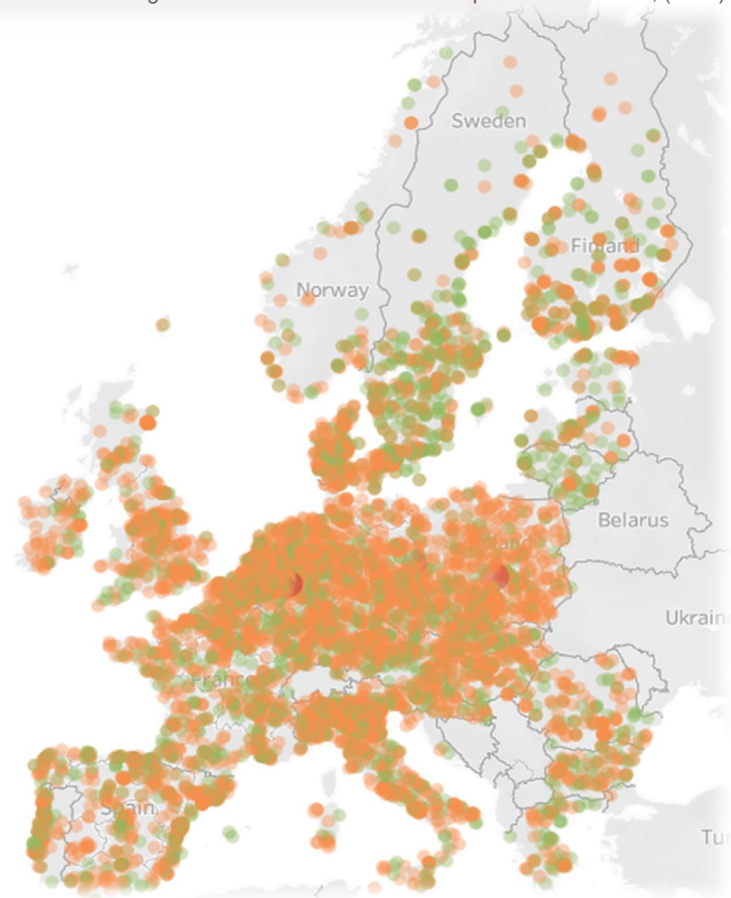 Sweden
Finland
Norway
Belarus
Ukrain
France
Spain
Tu